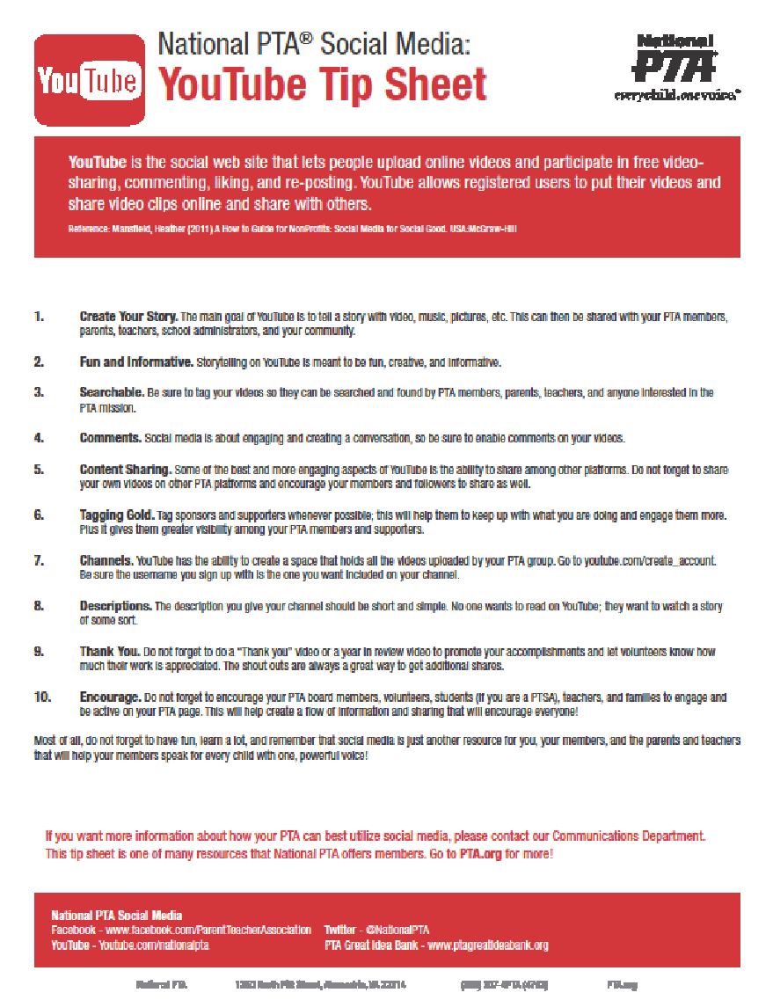 YouTube
National PTA® Social Media:
YouTube Tip Sheet
National
PTA®
everychild.onevoice.®
YouTube is the social web site that lets people upload online videos and participate in free video-
sharing, commenting, liking, and re-posting. YouTube allows registered users to put their videos and
share video clips online and share with others.
Reference: Mansfield, Heather (2011) A How to Guide for NonProfits: Social Media for Social Good. USA:McGraw-Hill
1. Create Your Story. The main goal of YouTube is to tell a story with video, music, pictures, etc. This can then be shared with your PTA members,
parents, teachers, school administrators, and your community.
2. Fun and Informative. Storytelling on YouTube is meant to be fun, creative, and informative.
3. Searchable. Be sure to tag your videos so they can be searched and found by PTA members, parents, teachers, and anyone interested in the
PTA mission.
4. Comments. Social media is about engaging and creating a conversation, so be sure to enable comments on your videos.
5. Content Sharing. Some of the best and more engaging aspects of YouTube is the ability to share among other platforms. Do not forget to share
your own videos on other PTA platforms and encourage your members and followers to share as well.
6. Tagging Gold. Tag sponsors and supporters whenever possible; this will help them to keep up with what you are doing and engage them more.
Plus it gives them greater visibility among your PTA members and supporters.
7. Channels. YouTube has the ability to create a space that holds all the videos uploaded by your PTA group. Go to youtube.com/create_account.
Be sure the username you sign up with is the one you want included on your channel.
8. Descriptions. The description you give your channel should be short and simple. No one wants to read on YouTube; they want to watch a story
of some sort.
9. Thank You. Do not forget to do a “Thank you” video or a year in review video to promote your accomplishments and let volunteers know how
much their work is appreciated. The shout outs are always a great way to get additional shares.
10. Encourage. Do not forget to encourage your PTA board members, volunteers, students (if you are a PTSA), teachers, and families to engage and
be active on your PTA page. This will help create a flow of information and sharing that will encourage everyone!
Most of all, do not forget to have fun, learn a lot, and remember that social media is just another resource for you, your members, and the parents and teachers
that will help your members speak for every child with one, powerful voice!
If you want more information about how your PTA can best utilize social media, please contact our Communications Department.
This tip sheet is one of many resources that National PTA offers members. Go to PTA.org for more!
National PTA Social Media
Facebook - www.facebook.com/ParentTeacherAssociation Twitter - @NationalPTA
YouTube - Youtube.com/nationalpta PTA Great Idea Bank - www.ptagreatideabank.org
National PTA Street, Alexandria, VA 22314 PTA.org